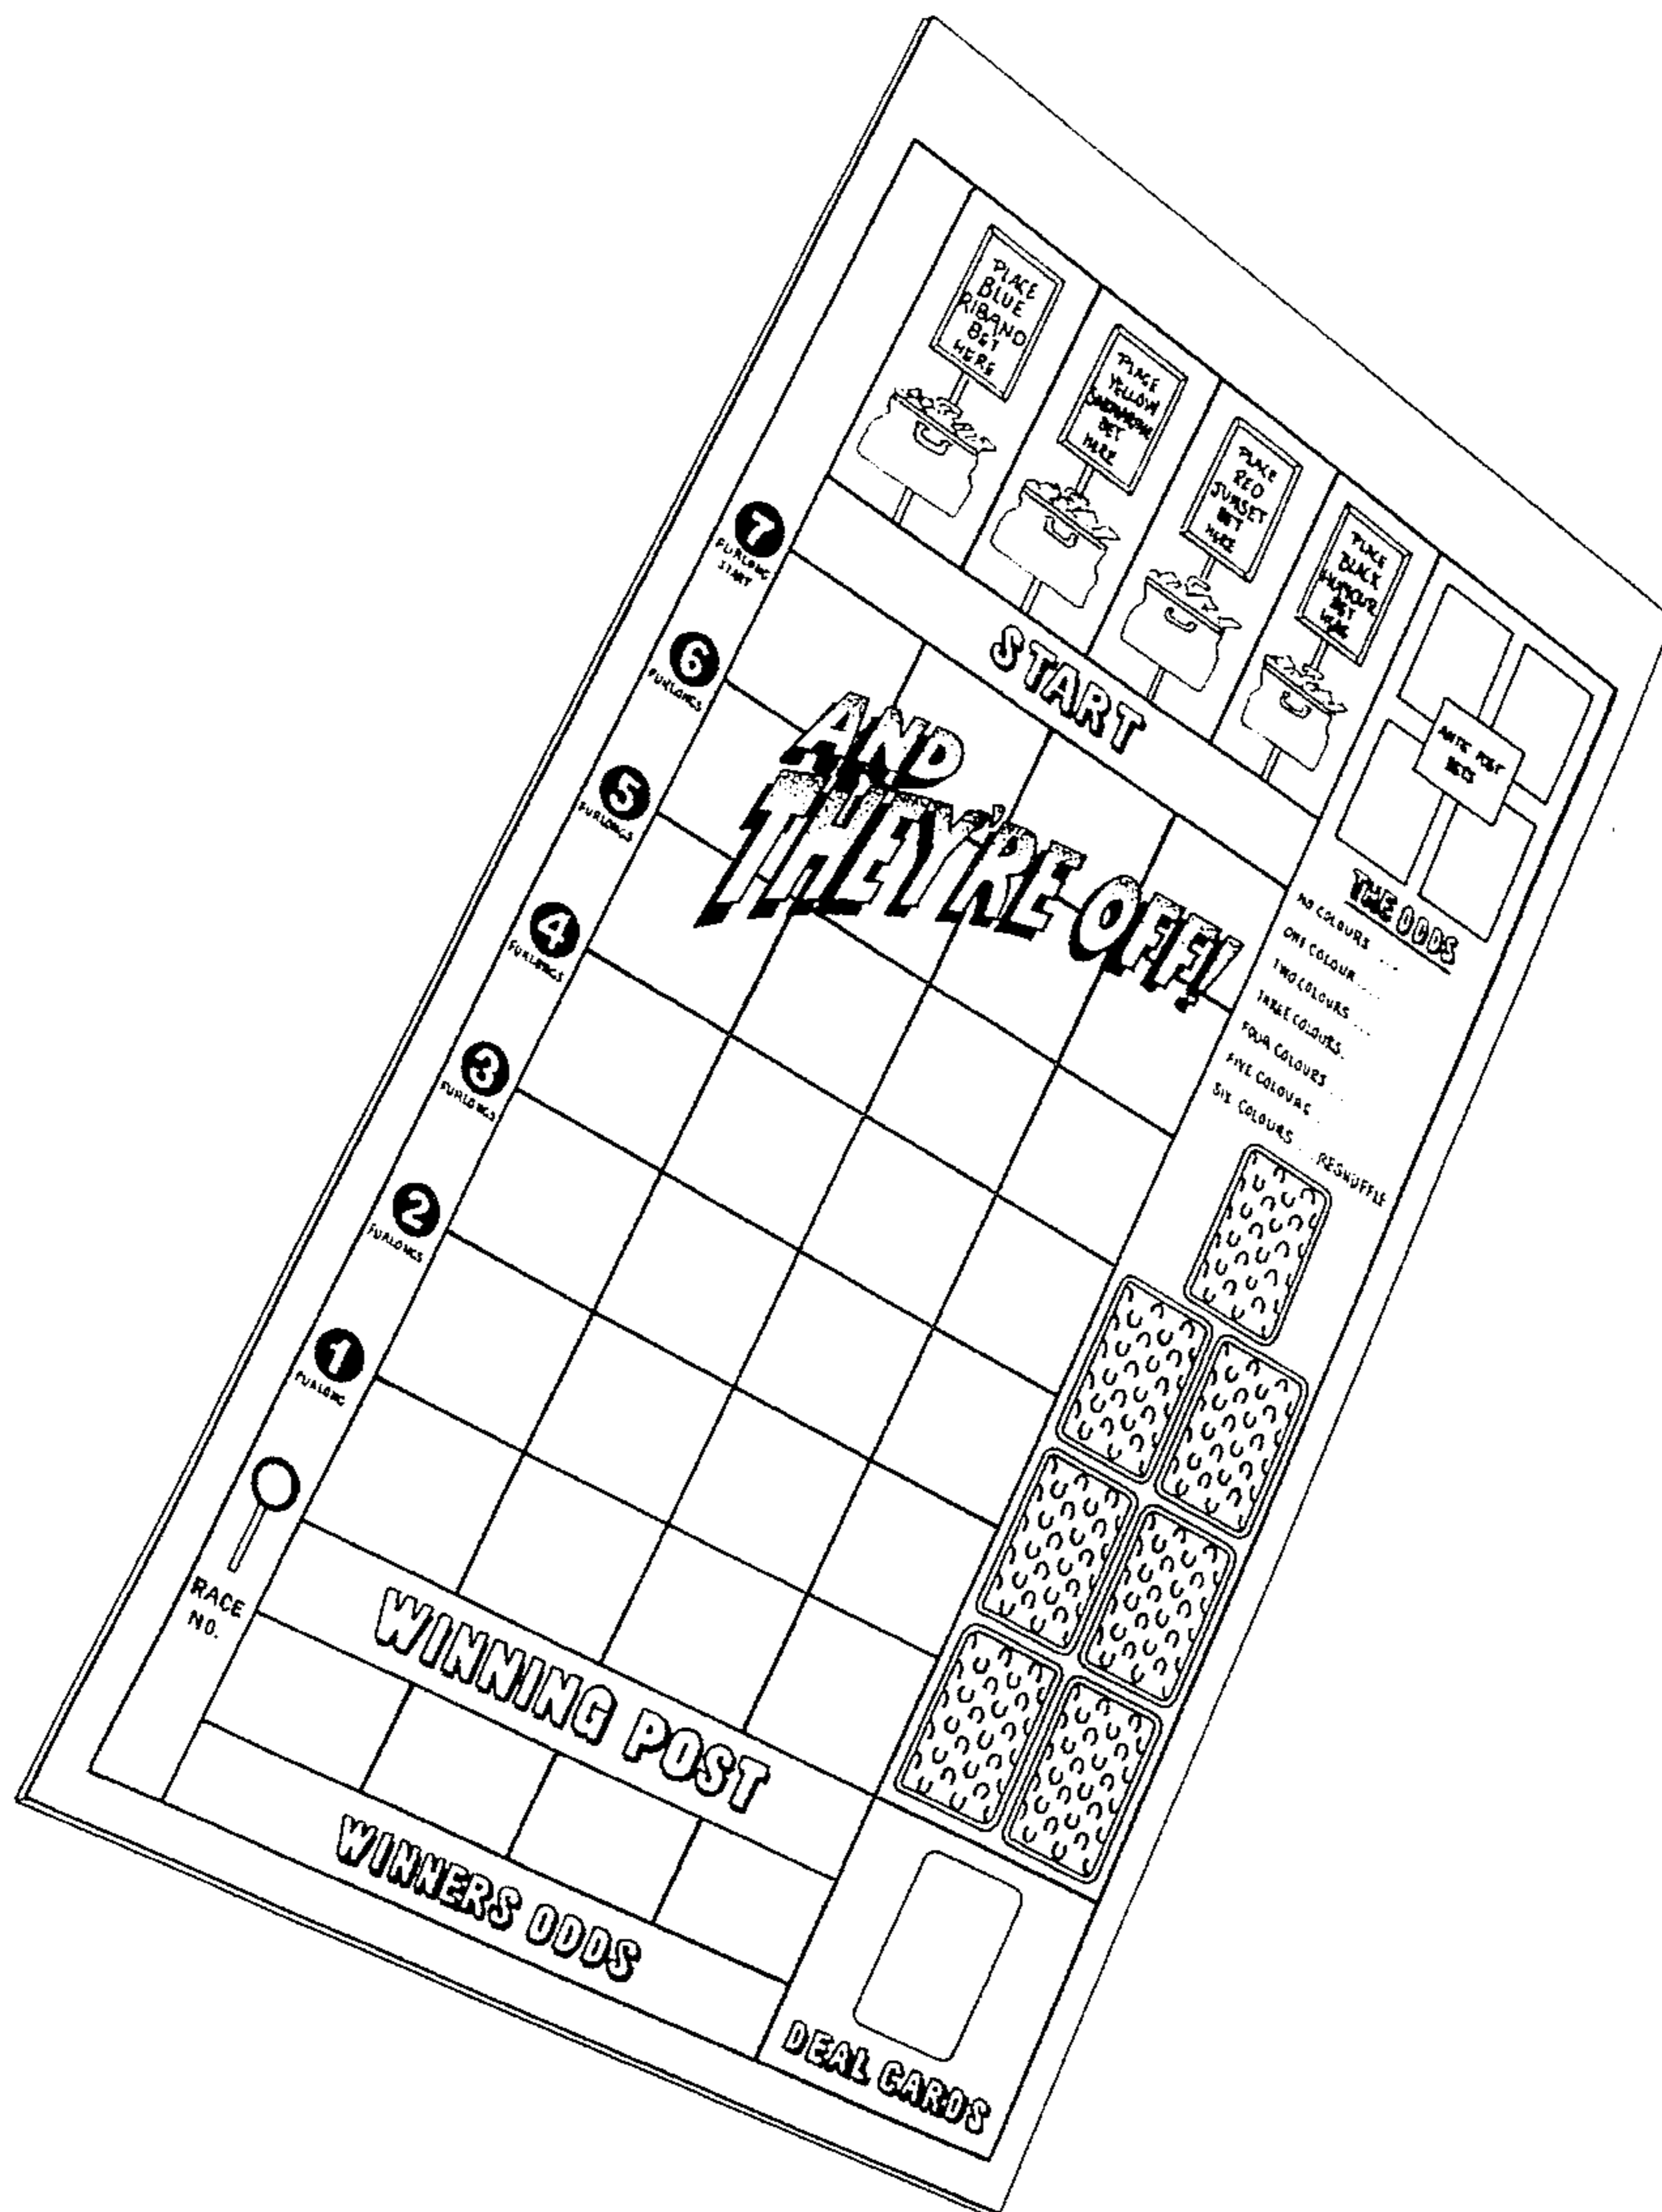 PLACE
BLUE
RIBAND
BET
HERE
PLACE
YELLOW
BET
HERE
PLACE
RED
SUNSET
BET
HERE
PLACE
BLACK
HUMOUR
BET
HERE
ANTE POST
BETS
START
AND
THEY'RE OFF!
7
FURLONG
START
6
FURLONGS
5
FURLONGS
4
FURLONGS
3
FURLONGS
2
FURLONGS
1
FURLONG
RACE
NO.
THE ODDS
NO COLOURS ...
ONE COLOUR ....
TWO COLOURS ...
THREE COLOURS.
FOUR COLOURS ...
FIVE COLOURS ..
SIX COLOURS ... RESHUFFLE
WINNING POST
WINNERS ODDS
DEAL CARDS